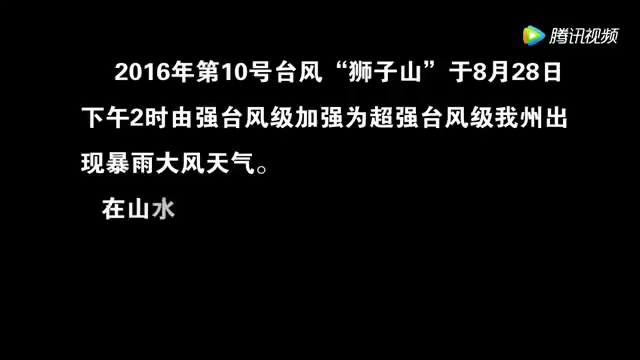 腾讯视频
2016年第10号台风“狮子山”于8月28日
下午2时由强台风级加强为超强台风级我州出
现暴雨大风天气。
在山水